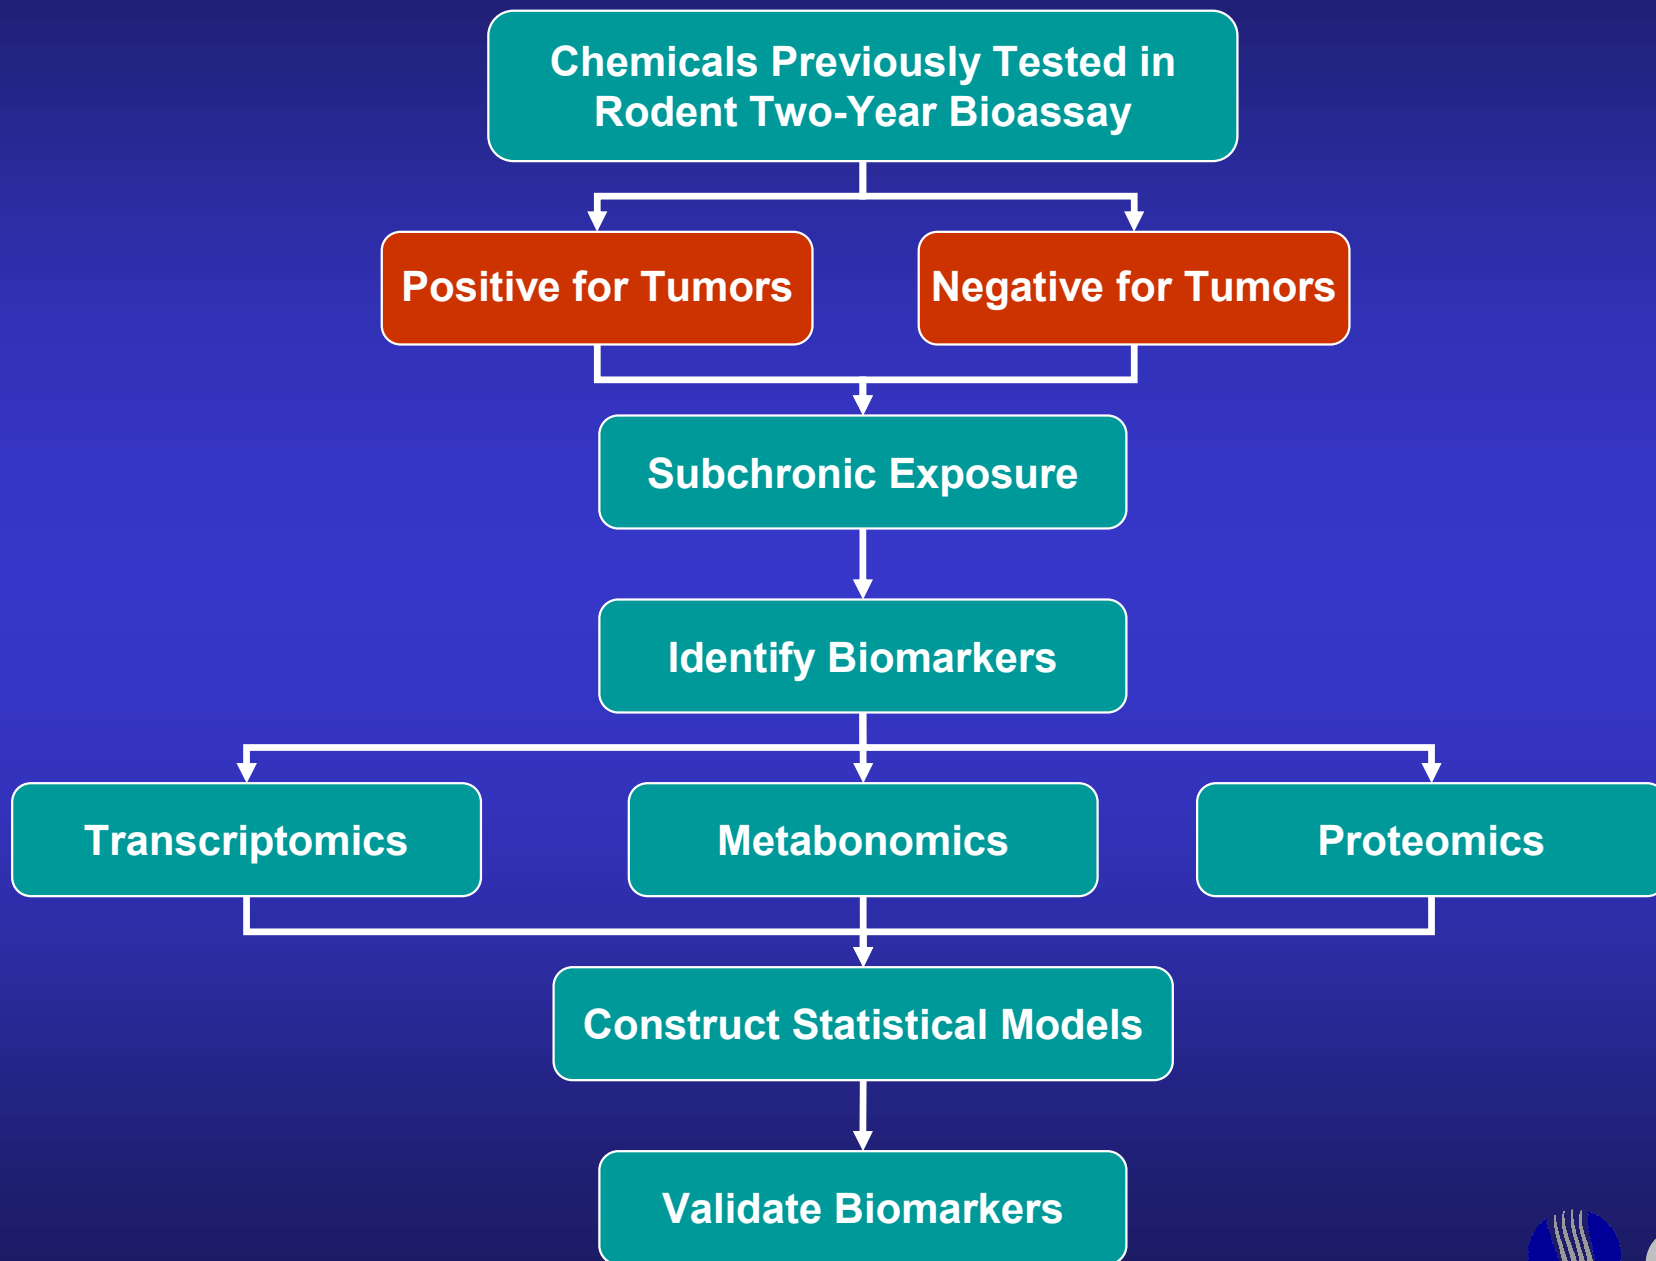 Chemicals Previously Tested in
Rodent Two-Year Bioassay
Positive for Tumors
Negative for Tumors
Subchronic Exposure
Identify Biomarkers
Transcriptomics
Metabonomics
Proteomics
Construct Statistical Models
Validate Biomarkers